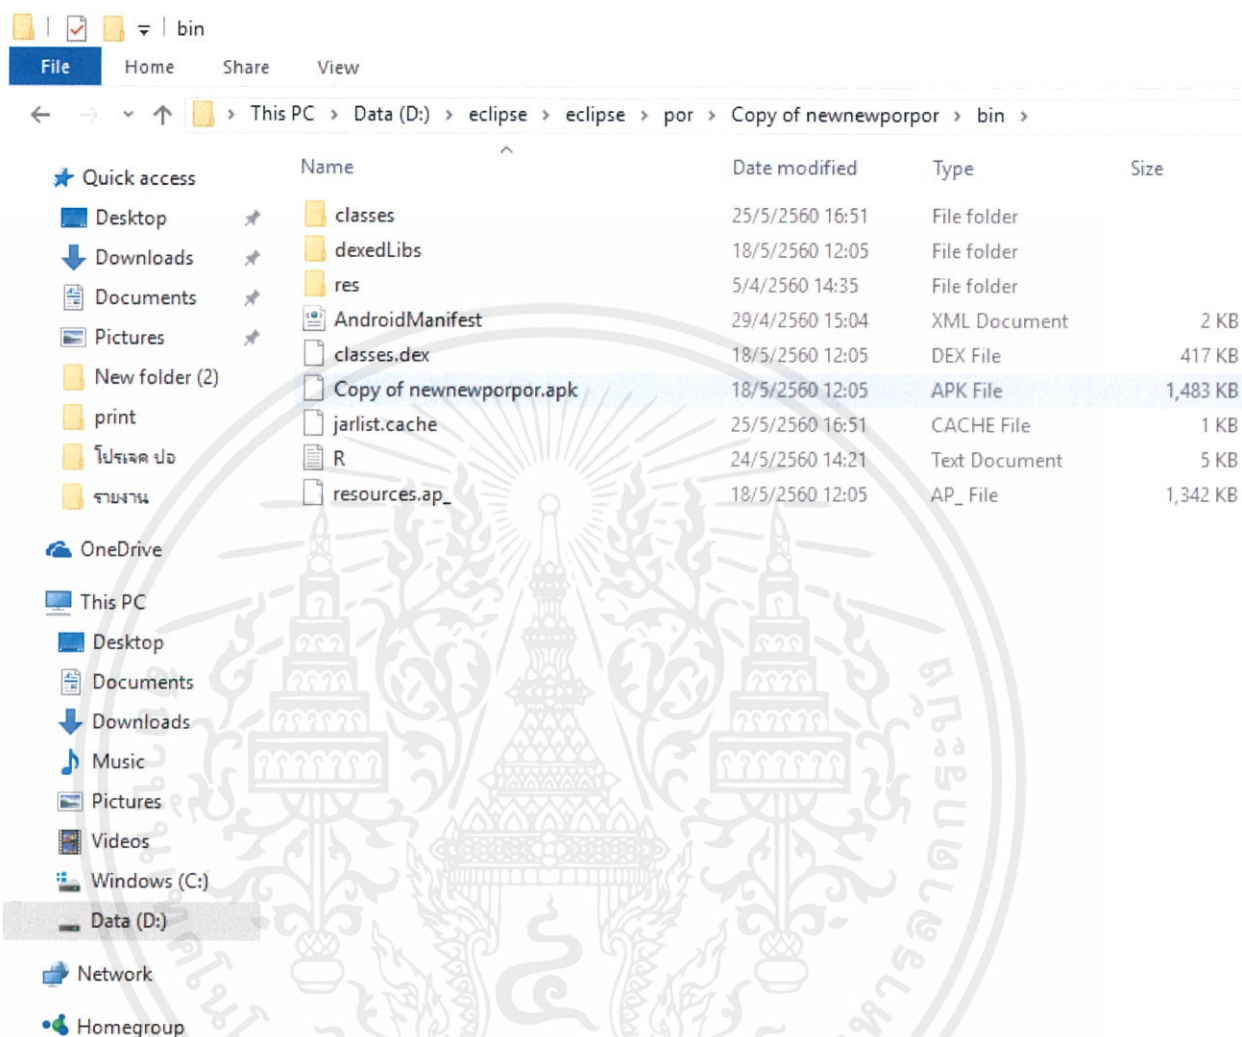 bin
File Home Share View
This PC > Data (D:) > eclipse > eclipse > por > Copy of newnewporpor > bin >
Name Date modified Type Size
Quick access
Desktop
Downloads
Documents
Pictures
New folder (2)
print
โปรเจค ปอ
รายงาน
OneDrive
This PC
Desktop
Documents
Downloads
Music
Pictures
Videos
Windows (C:)
Data (D:)
Network
Homegroup
classes 25/5/2560 16:51 File folder
dexedLibs 18/5/2560 12:05 File folder
res 5/4/2560 14:35 File folder
AndroidManifest 29/4/2560 15:04 XML Document 2 KB
classes.dex 18/5/2560 12:05 DEX File 417 KB
Copy of newnewporpor.apk 18/5/2560 12:05 APK File 1,483 KB
jarlist.cache 25/5/2560 16:51 CACHE File 1 KB
R 24/5/2560 14:21 Text Document 5 KB
resources.ap_ 18/5/2560 12:05 AP_ File 1,342 KB